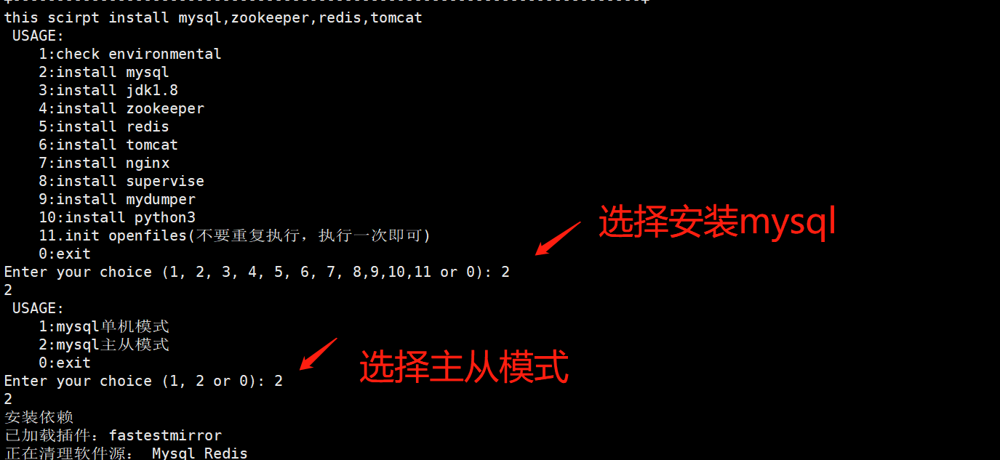 this scirpt install mysql,zookeeper,redis,tomcat
USAGE:
1:check environmental
2:install mysql
3:install jdk1.8
4:install zookeeper
5:install redis
6:install tomcat
7:install nginx
8:install supervise
9:install mydumper
10:install python3
11.init openfiles(不要重复执行，执行一次即可)
0:exit
选择安装mysql
Enter your choice (1, 2, 3, 4, 5, 6, 7, 8,9,10,11 or 0): 2
2
USAGE:
1:mysql单机模式
2:mysql主从模式
0:exit
选择主从模式
Enter your choice (1, 2 or 0): 2
2
安装依赖
已加载插件：fastestmirror
正在清理软件源： Mysql Redis